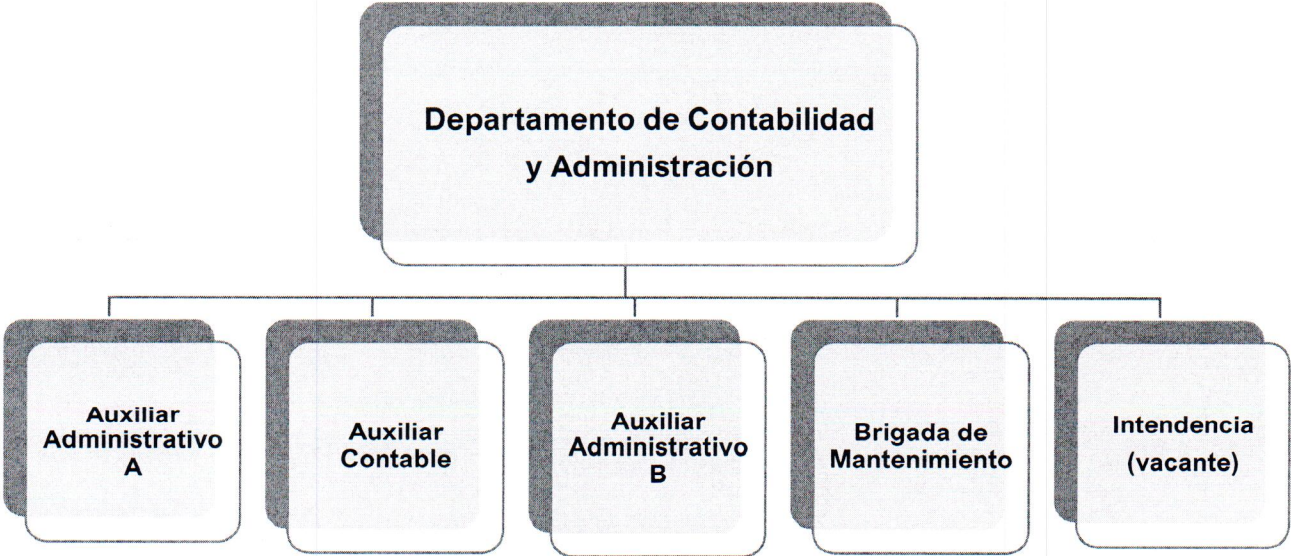 Departamento de Contabilidad
y Administración
Auxiliar
Administrativo
A
Auxiliar
Contable
Auxiliar
Administrativo
B
Brigada de
Mantenimiento
Intendencia
(vacante)